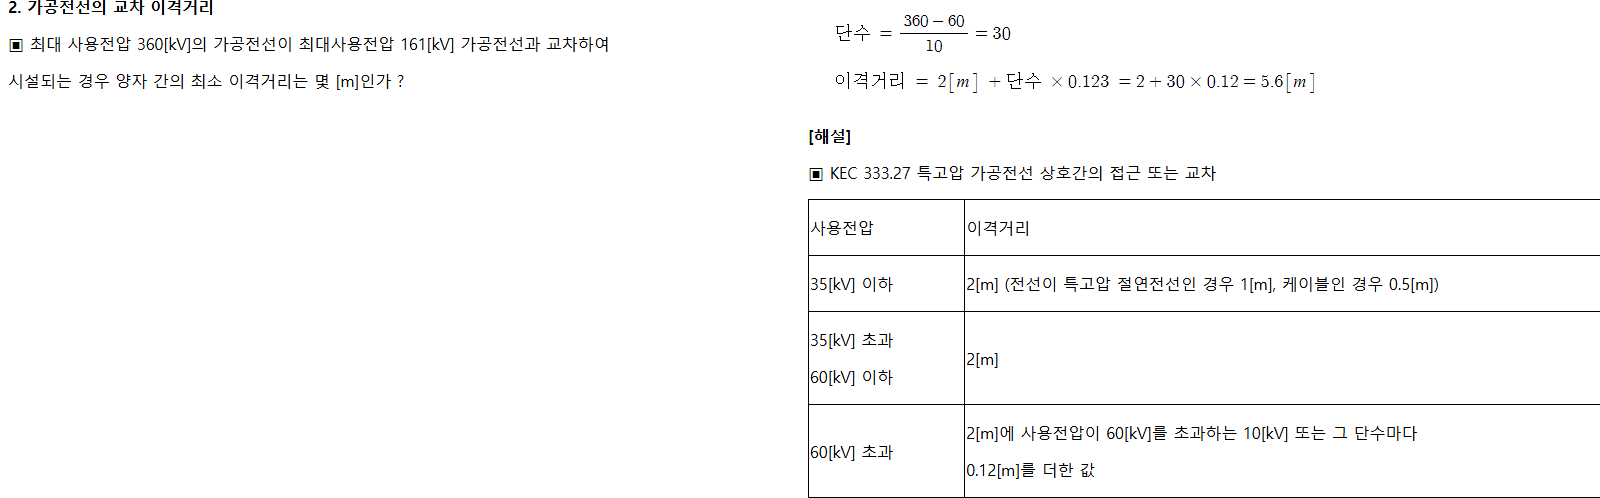 2. 가공전선의 교차 이격거리
▣ 최대 사용전압 360[kV]의 가공전선이 최대사용전압 161[kV] 가공전선과 교차하여
시설되는 경우 양자 간의 최소 이격거리는 몇 [m]인가 ?
단수 = (360 − 60) / 10 = 30
이격거리 = 2[m] + 단수 × 0.123 = 2 + 30 × 0.12 = 5.6[m]
[해설]
▣ KEC 333.27 특고압 가공전선 상호간의 접근 또는 교차
사용전압 이격거리
35[kV] 이하 2[m] (전선이 특고압 절연전선인 경우 1[m], 케이블인 경우 0.5[m])
35[kV] 초과
60[kV] 이하
2[m]
60[kV] 초과
2[m]에 사용전압이 60[kV]를 초과하는 10[kV] 또는 그 단수마다
0.12[m]를 더한 값